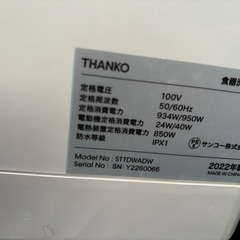 THANKO
食器洗
定格電圧 100V
定格周波数 50/60Hz
定格消費電力 934W/950W
電動機定格消費電力 24W/40W
電熱装置定格消費電力 850W
防水等級 IPX1
サンコー株式
2022年
MADE IN CHINA
Model No : STTDWADW
Serial No : SN: Y2260066